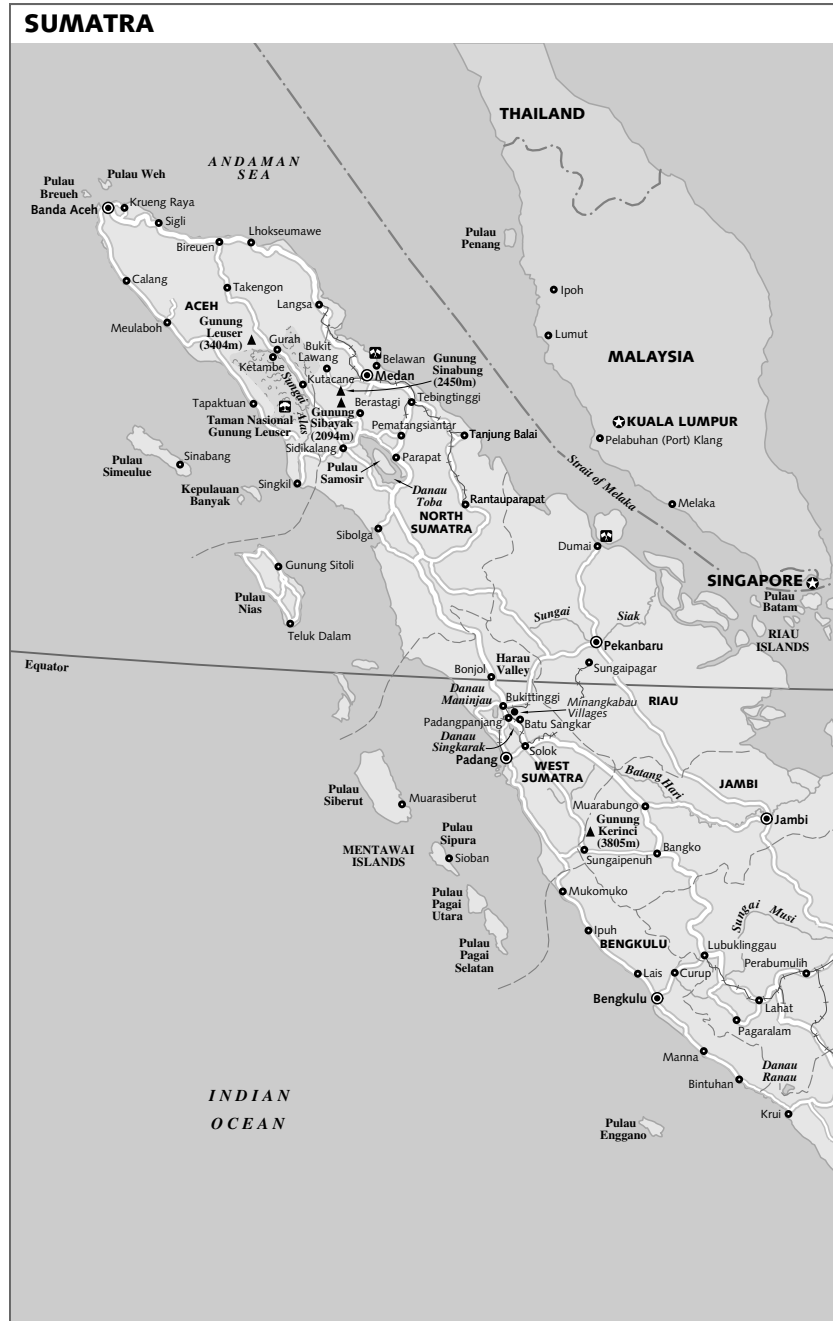 SUMATRA
THAILAND
ANDAMAN
SEA
Pulau Weh
Pulau
Breueh
Banda Aceh
Krueng Raya
Sigli
Bireuen
Lhokseumawe
Pulau
Penang
Calang
Takengon
Langsa
Ipoh
ACEH
Meulaboh
Gunung
Leuser
(3404m)
Gurah
Ketambe
Bukit
Lawang
Belawan
Medan
Gunung
Sinabung
(2450m)
Lumut
MALAYSIA
Kutacane
Sungai Alas
Tapaktuan
Taman Nasional
Gunung Leuser
Gunung
Sibayak
(2094m)
Berastagi
Tebingtinggi
Pematangsiantar
Tanjung Balai
KUALA LUMPUR
Pelabuhan (Port) Klang
Pulau
Simeulue
Sinabang
Sidikalang
Singkil
Kepulauan
Banyak
Pulau
Samosir
Parapat
Danau
Toba
NORTH
SUMATRA
Rantauparapat
Strait of Melaka
Melaka
Sibolga
Dumai
Gunung Sitoli
Pulau
Nias
Teluk Dalam
SINGAPORE
Pulau
Batam
RIAU
ISLANDS
Sungai Siak
Pekanbaru
Sungaipagar
Equator
Bonjol
Harau
Valley
Danau
Maninjau
Bukittinggi
Minangkabau
Villages
RIAU
Padangpanjang
Batu Sangkar
Danau
Singkarak
Solok
Padang
WEST
SUMATRA
Batang Hari
JAMBI
Pulau
Siberut
Muarasiberut
Muarabungo
Jambi
Gunung
Kerinci
(3805m)
Pulau
Sipura
MENTAWAI
ISLANDS
Sioban
Sungaipenuh
Bangko
Pulau
Pagai
Utara
Mukomuko
Sungai Musi
Pulau
Pagai
Selatan
Ipuh
BENGKULU
Lubuklinggau
Perabumulih
Lais
Curup
Bengkulu
Lahat
Pagaralam
Manna
Danau
Ranau
Bintuhan
Krui
INDIAN
OCEAN
Pulau
Enggano